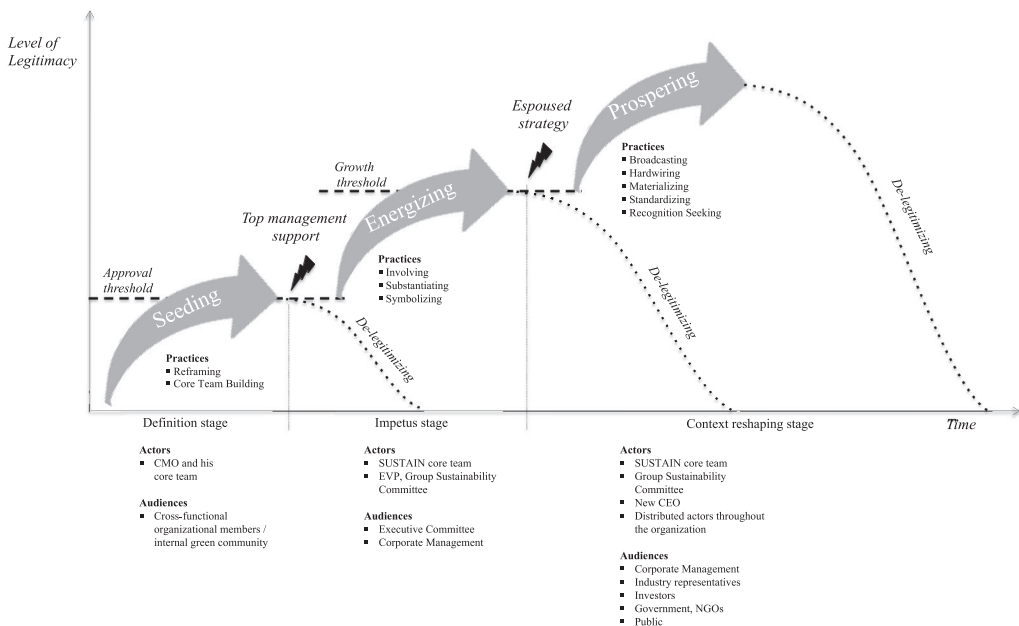 Level of
Legitimacy
Prospering
Espoused
strategy
Practices
▪ Broadcasting
▪ Hardwiring
▪ Materializing
▪ Standardizing
▪ Recognition Seeking
De-legitimizing
Growth
threshold
Energizing
Top management
support
Practices
▪ Involving
▪ Substantiating
▪ Symbolizing
De-legitimizing
Approval
threshold
Seeding
De-legitimizing
Practices
▪ Reframing
▪ Core Team Building
Definition stage
Impetus stage
Context reshaping stage
Time
Actors
▪ CMO and his
core team
Audiences
▪ Cross-functional
organizational members /
internal green community
Actors
▪ SUSTAIN core team
▪ EVP, Group Sustainability
Committee
Audiences
▪ Executive Committee
▪ Corporate Management
Actors
▪ SUSTAIN core team
▪ Group Sustainability
Committee
▪ New CEO
▪ Distributed actors throughout
the organization
Audiences
▪ Corporate Management
▪ Industry representatives
▪ Investors
▪ Government, NGOs
▪ Public